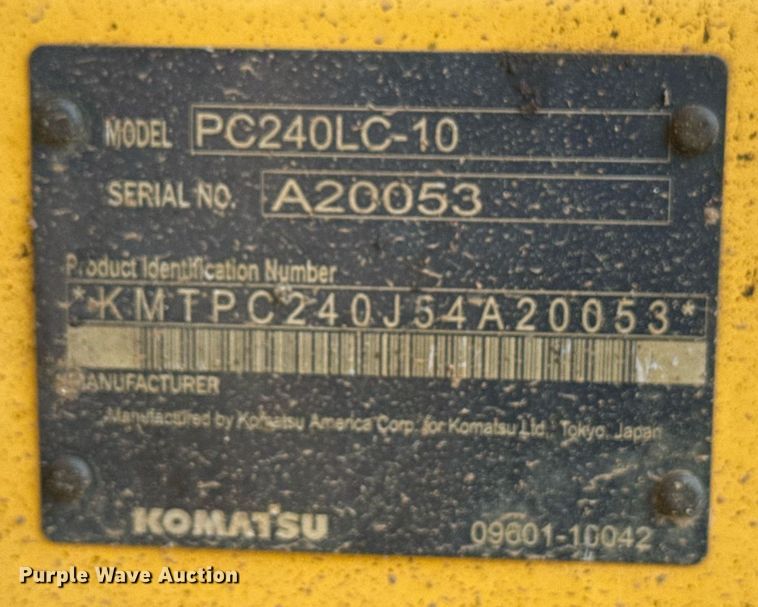 MODEL PC240LC-10
SERIAL NO. A20053
Product Identification Number
*KMTPC240J54A20053*
MANUFACTURER
Manufactured by Komatsu America Corp. for Komatsu Ltd., Tokyo, Japan
KOMATSU 09601-10042
Purple Wave Auction